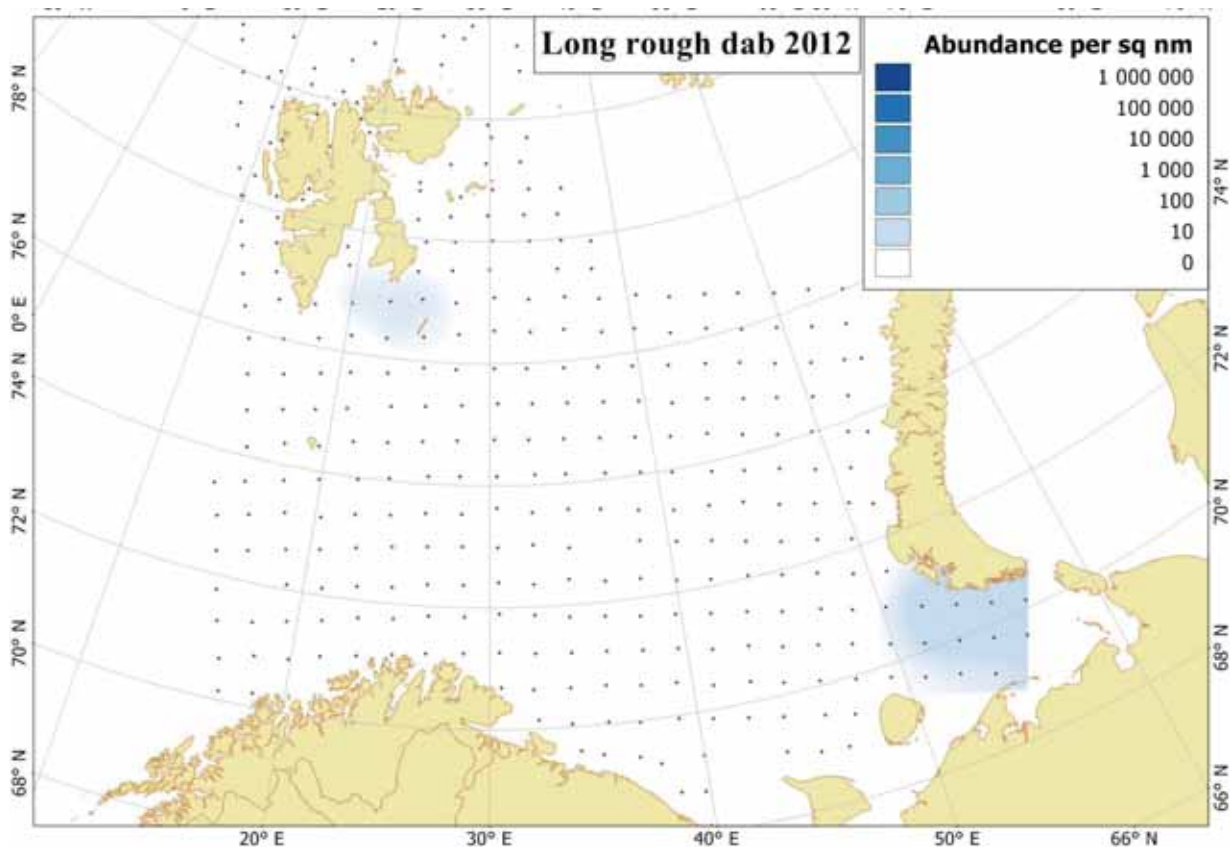 Long rough dab 2012
Abundance per sq nm
1 000 000
100 000
10 000
1 000
100
10
0
78° N
76° N
0° E
74° N
72° N
70° N
68° N
74° N
72° N
70° N
68° N
66° N
20° E
30° E
40° E
50° E
66° N